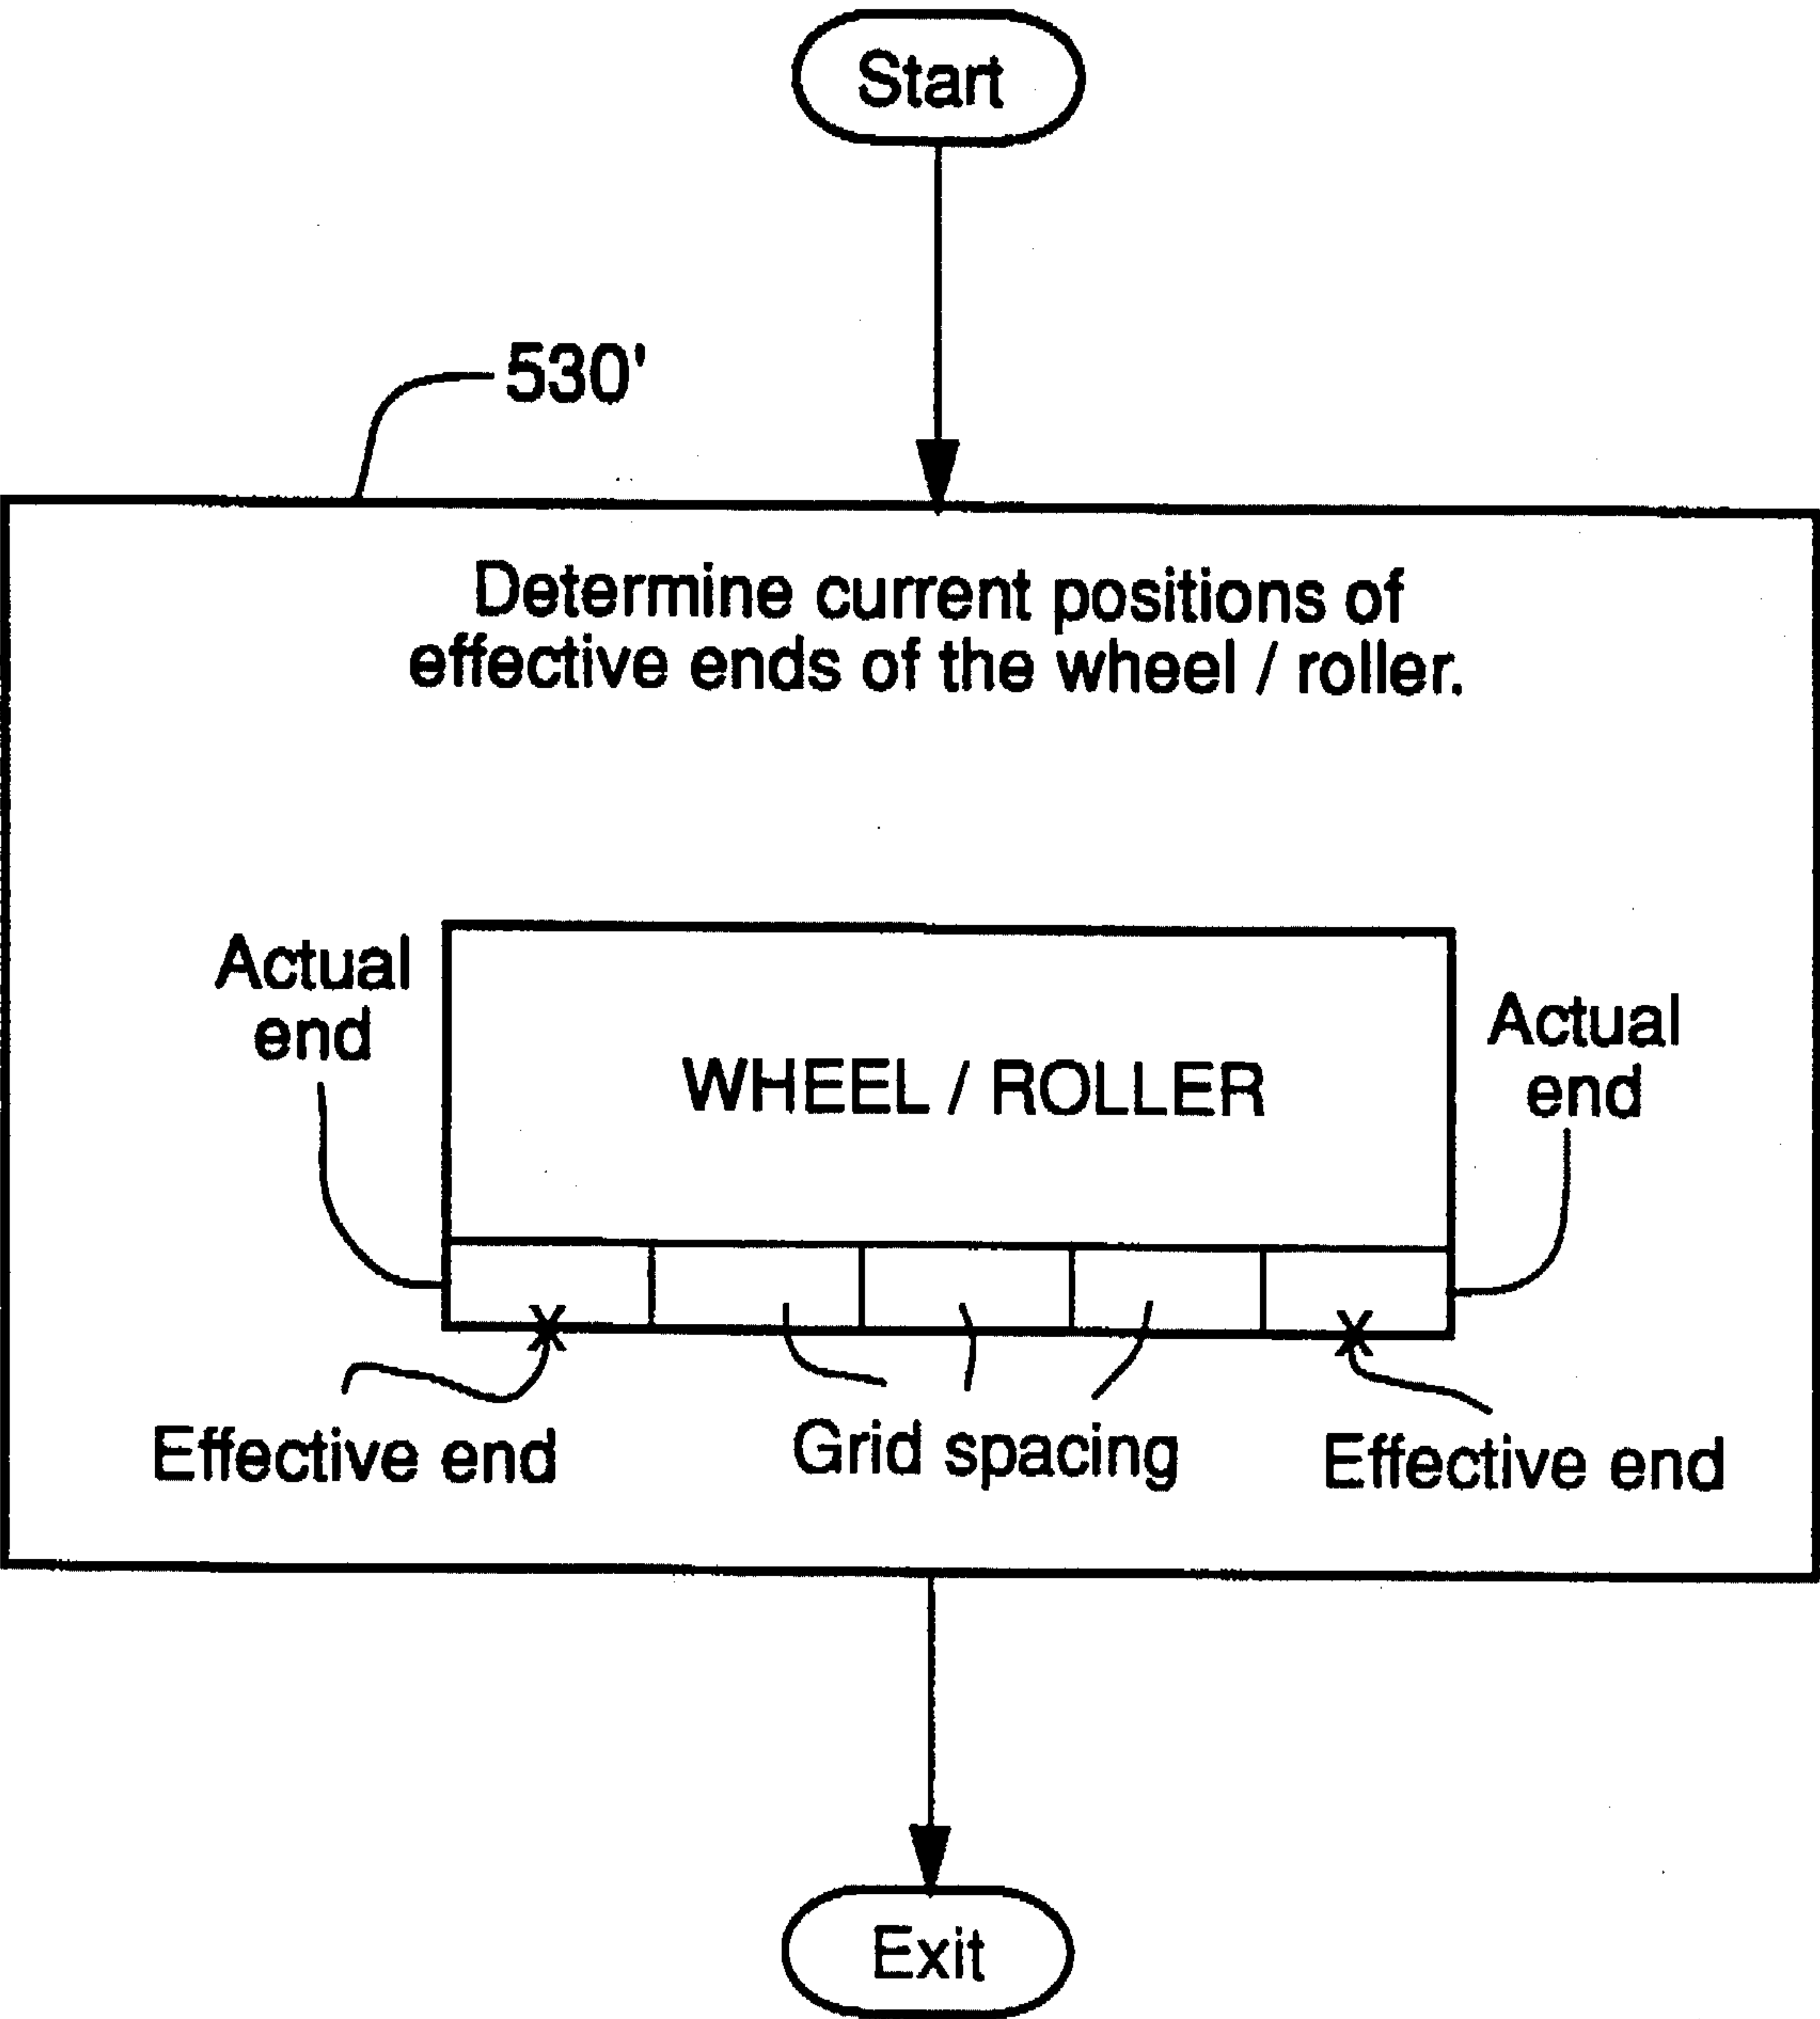 Start
530'
Determine current positions of
effective ends of the wheel / roller.
Actual
end
WHEEL / ROLLER
Actual
end
Effective end
Grid spacing
Effective end
Exit